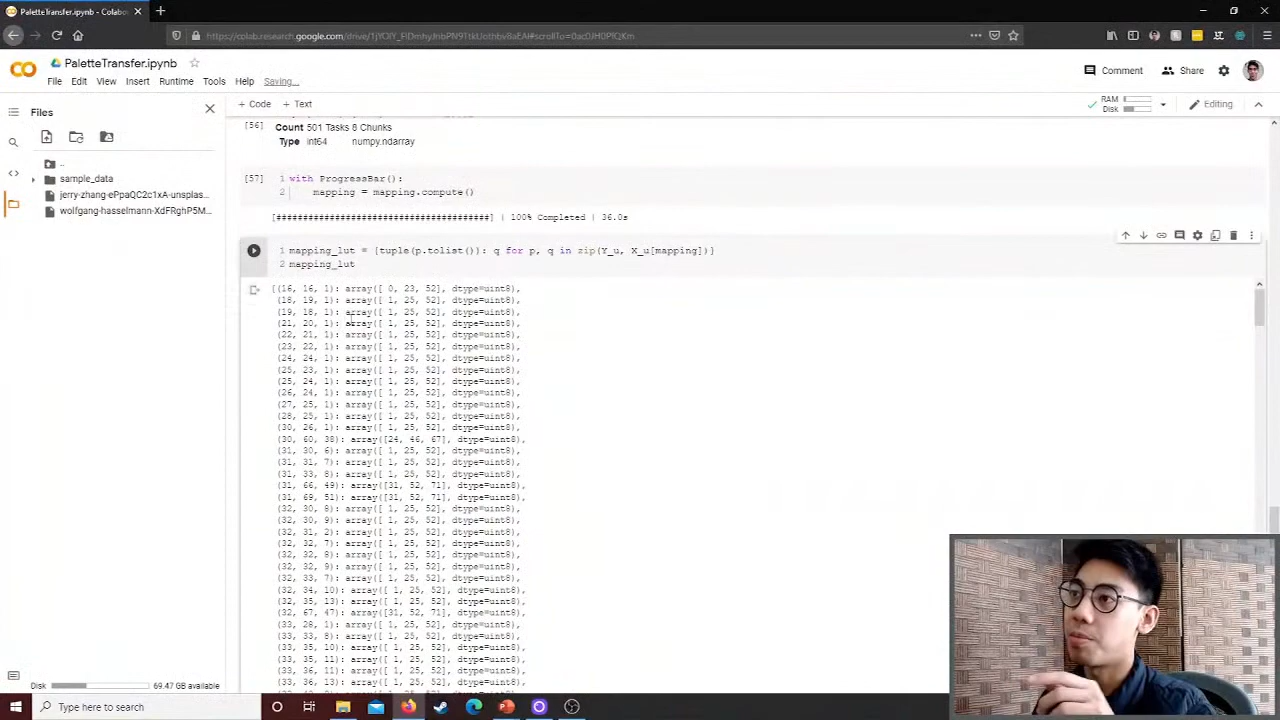 PaletteTransfer.ipynb - Colabo
PaletteTransfer.ipynb
File Edit View Insert Runtime Tools Help Saving...
Comment Share
Files
+ Code + Text
RAM
Disk
Editing
..
sample_data
jerry-zhang-ePpaQC2c1xA-unsplas...
wolfgang-hasselmann-XdFRghP5M...
[56]
Count 501 Tasks 8 Chunks
Type int64 numpy.ndarray
[57]
1 with ProgressBar():
2 mapping = mapping.compute()
[########################################] | 100% Completed | 36.0s
1 mapping_lut = {tuple(p.tolist()): q for p, q in zip(Y_u, X_u[mapping])}
2 mapping_lut
{(16, 16, 1): array([ 0, 23, 52], dtype=uint8),
(18, 19, 1): array([ 1, 25, 52], dtype=uint8),
(19, 18, 1): array([ 1, 25, 52], dtype=uint8),
(21, 20, 1): array([ 1, 25, 52], dtype=uint8),
(22, 21, 1): array([ 1, 25, 52], dtype=uint8),
(23, 22, 1): array([ 1, 25, 52], dtype=uint8),
(24, 24, 1): array([ 1, 25, 52], dtype=uint8),
(25, 23, 1): array([ 1, 25, 52], dtype=uint8),
(25, 24, 1): array([ 1, 25, 52], dtype=uint8),
(26, 24, 1): array([ 1, 25, 52], dtype=uint8),
(27, 25, 1): array([ 1, 25, 52], dtype=uint8),
(28, 25, 1): array([ 1, 25, 52], dtype=uint8),
(30, 26, 1): array([ 1, 25, 52], dtype=uint8),
(30, 60, 38): array([24, 46, 67], dtype=uint8),
(31, 30, 6): array([ 1, 25, 52], dtype=uint8),
(31, 31, 7): array([ 1, 25, 52], dtype=uint8),
(31, 33, 8): array([ 1, 25, 52], dtype=uint8),
(31, 66, 49): array([31, 52, 71], dtype=uint8),
(31, 69, 51): array([31, 52, 71], dtype=uint8),
(32, 30, 8): array([ 1, 25, 52], dtype=uint8),
(32, 30, 9): array([ 1, 25, 52], dtype=uint8),
(32, 31, 2): array([ 1, 25, 52], dtype=uint8),
(32, 32, 7): array([ 1, 25, 52], dtype=uint8),
(32, 32, 8): array([ 1, 25, 52], dtype=uint8),
(32, 32, 9): array([ 1, 25, 52], dtype=uint8),
(32, 33, 7): array([ 1, 25, 52], dtype=uint8),
(32, 34, 10): array([ 1, 25, 52], dtype=uint8),
(32, 35, 13): array([ 1, 25, 52], dtype=uint8),
(32, 67, 47): array([31, 52, 71], dtype=uint8),
(33, 28, 1): array([ 1, 25, 52], dtype=uint8),
(33, 33, 8): array([ 1, 25, 52], dtype=uint8),
(33, 35, 10): array([ 1, 25, 52], dtype=uint8),
(33, 35, 11): array([ 1, 25, 52], dtype=uint8),
(33, 36, 11): array([ 1, 25, 52], dtype=uint8),
(33, 36, 13): array([ 1, 25, 52], dtype=uint8),
Disk 69.47 GB available
Type here to search